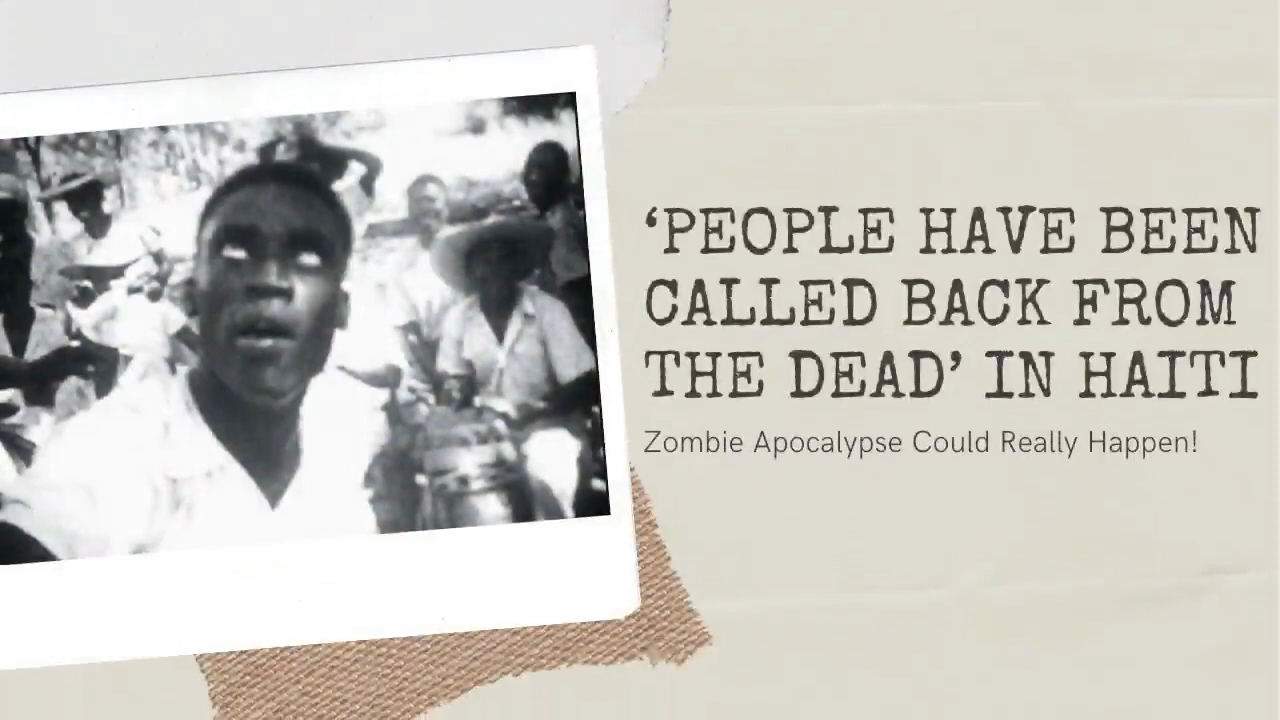 ‘PEOPLE HAVE BEEN
CALLED BACK FROM
THE DEAD’ IN HAITI
Zombie Apocalypse Could Really Happen!